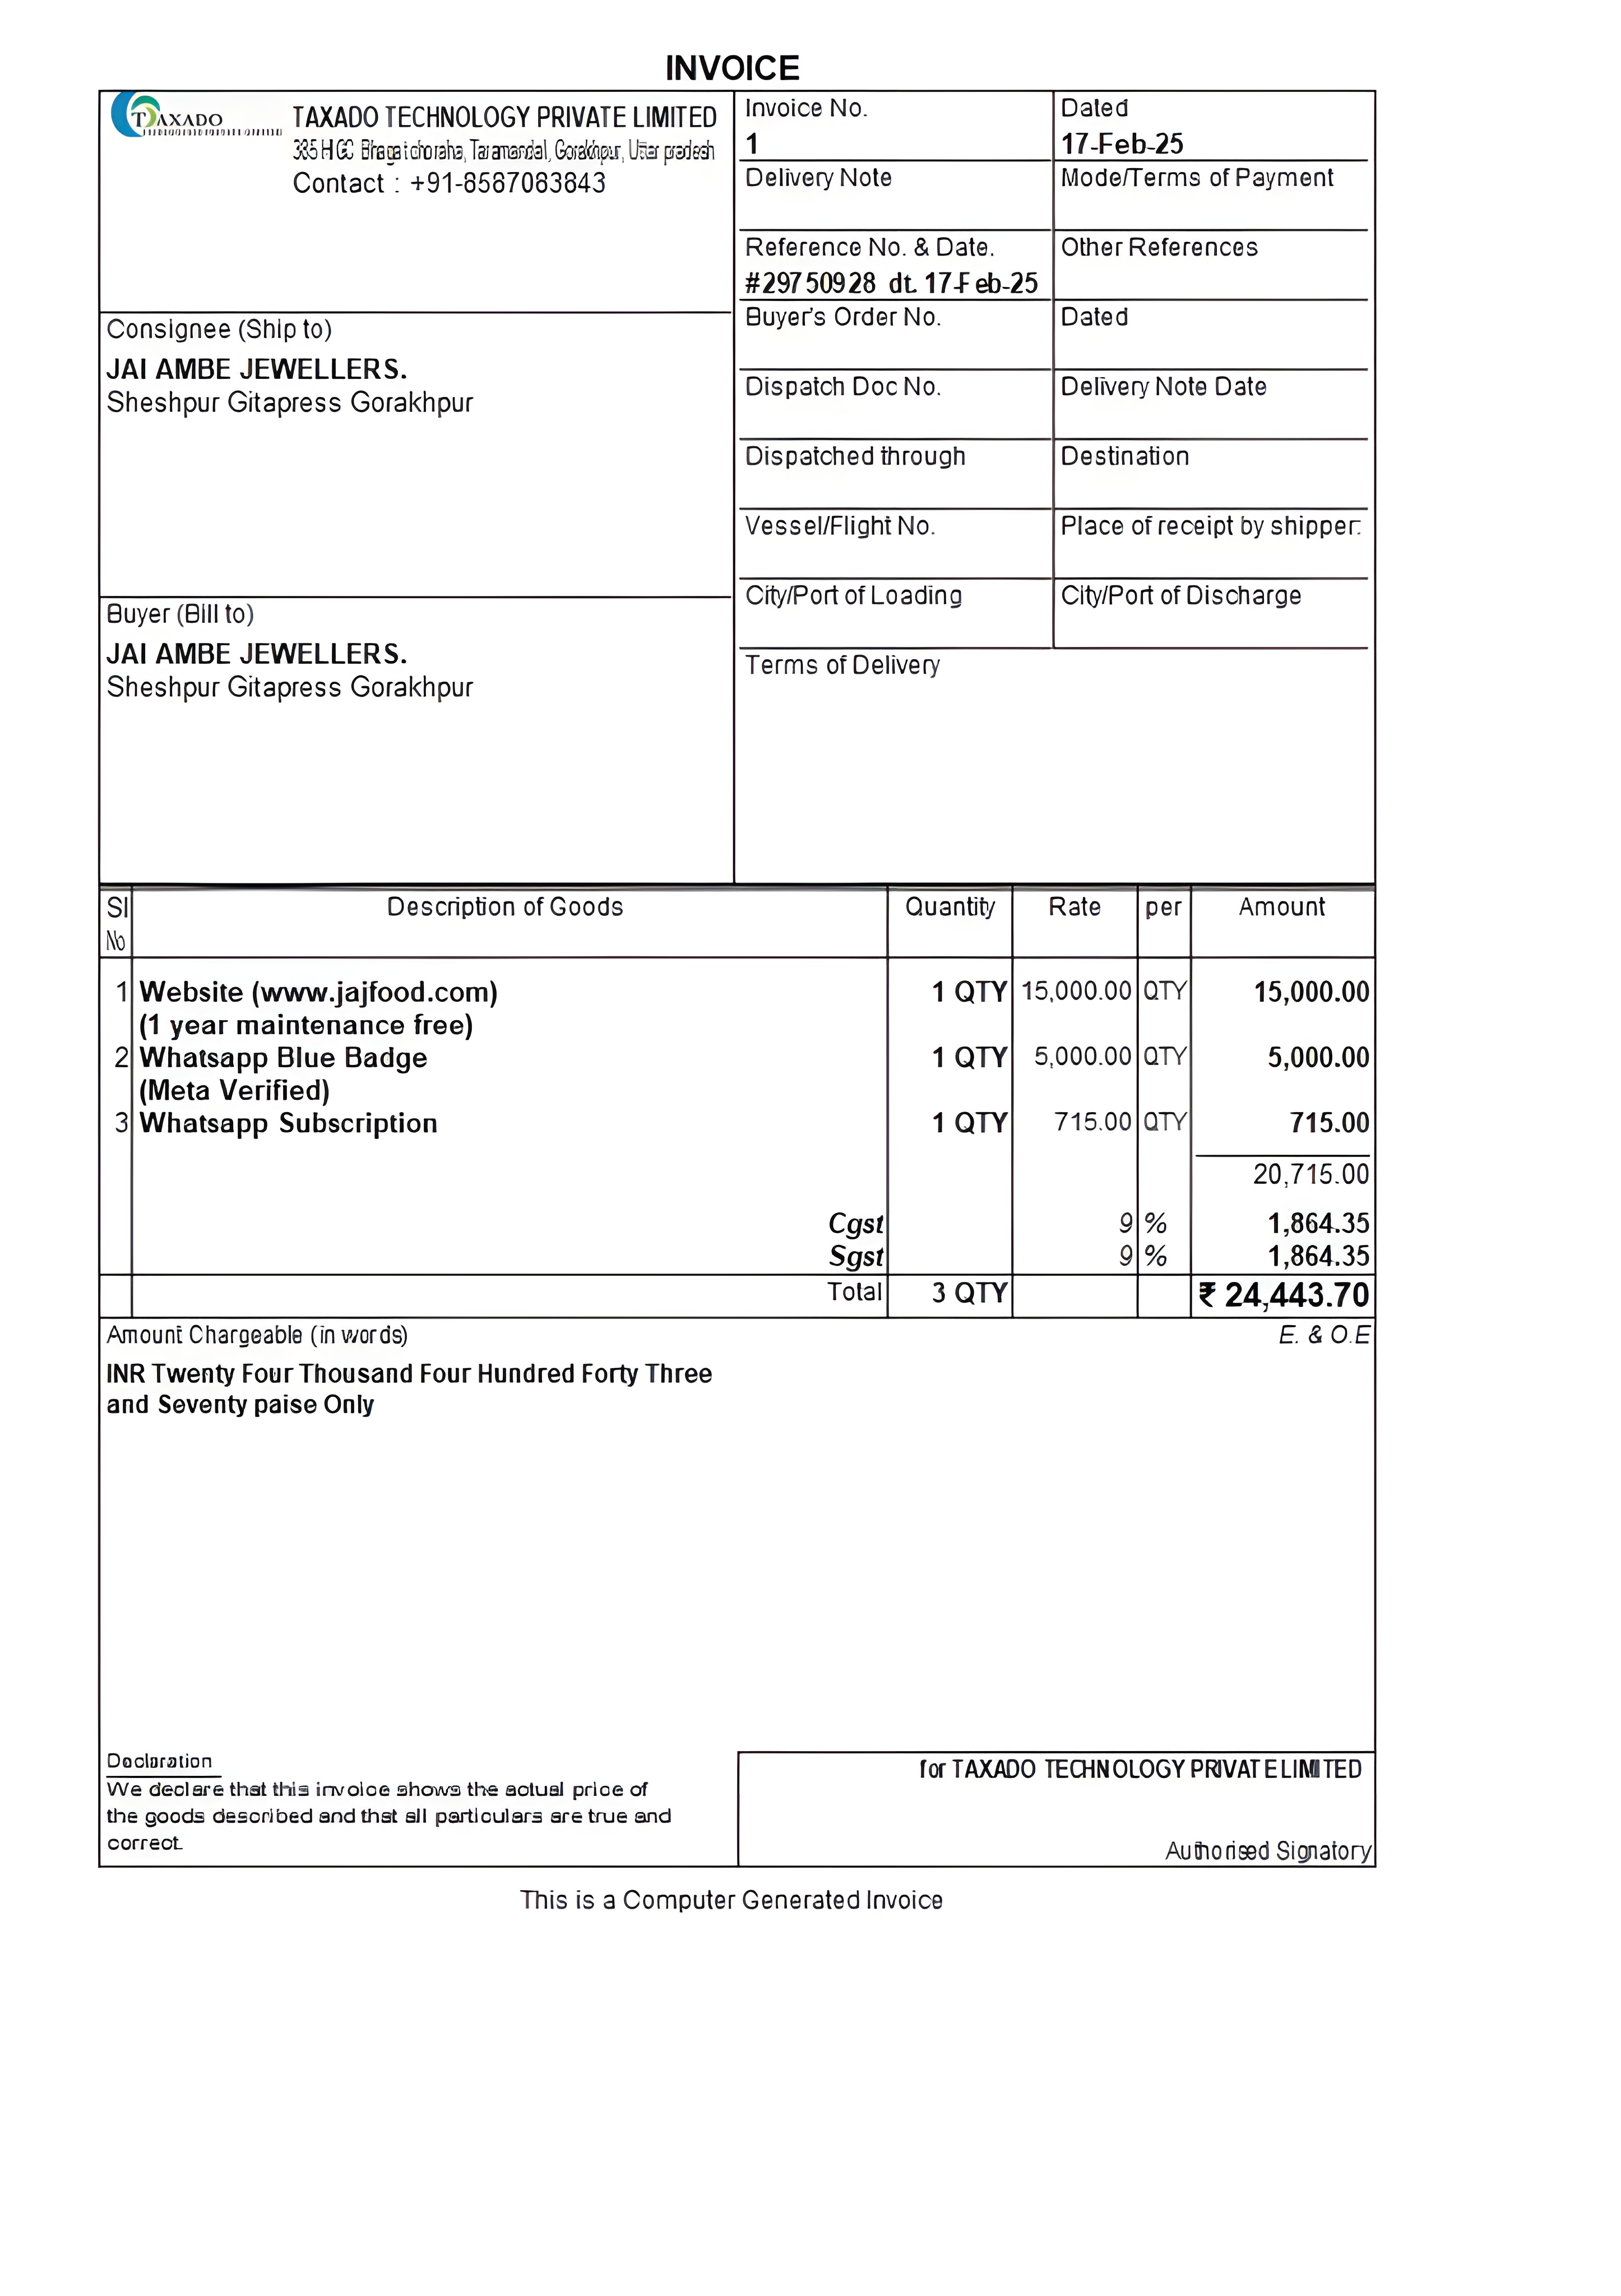 INVOICE
TAXADO
TAXADO TECHNOLOGY PRIVATE LIMITED
Taramandal, Gorakhpur, Uttar pradesh
Contact : +91-8587083843
Invoice No.
1
Dated
17-Feb-25
Delivery Note
Mode/Terms of Payment
Reference No. & Date.
#29750928 dt. 17-Feb-25
Other References
Consignee (Ship to)
JAI AMBE JEWELLERS.
Sheshpur Gitapress Gorakhpur
Buyer's Order No.
Dated
Dispatch Doc No.
Delivery Note Date
Dispatched through
Destination
Vessel/Flight No.
Place of receipt by shipper:
City/Port of Loading
City/Port of Discharge
Buyer (Bill to)
JAI AMBE JEWELLERS.
Sheshpur Gitapress Gorakhpur
Terms of Delivery
Sl No Description of Goods Quantity Rate per Amount
1 Website (www.jajfood.com) 1 QTY 15,000.00 QTY 15,000.00
(1 year maintenance free)
2 Whatsapp Blue Badge 1 QTY 5,000.00 QTY 5,000.00
(Meta Verified)
3 Whatsapp Subscription 1 QTY 715.00 QTY 715.00
20,715.00
Cgst 9 % 1,864.35
Sgst 9 % 1,864.35
Total 3 QTY ₹ 24,443.70
Amount Chargeable (in words) E. & O.E
INR Twenty Four Thousand Four Hundred Forty Three
and Seventy paise Only
Declaration
We declare that this invoice shows the actual price of
the goods described and that all particulars are true and
correct.
for TAXADO TECHNOLOGY PRIVATE LIMITED
Authorised Signatory
This is a Computer Generated Invoice